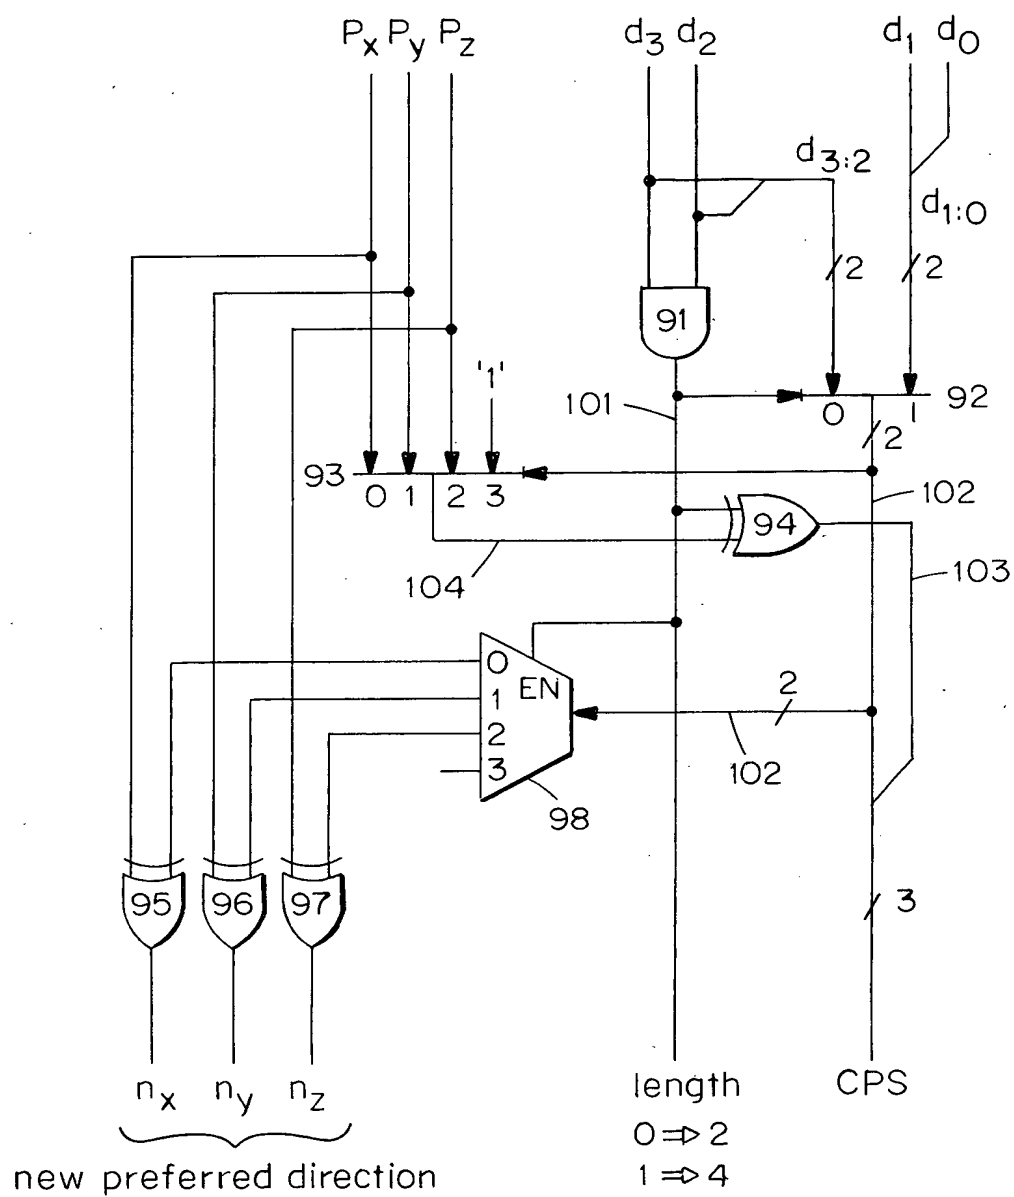 Px Py Pz d3 d2 d1 d0
d3:2
d1:0
2 2
91
'1'
101
0 1 92
2
93 0 1 2 3
102
94
104
103
0
EN
1
2
2
3
102
98
95 96 97
3
nx ny nz
length CPS
0⇒2
1⇒4
new preferred direction